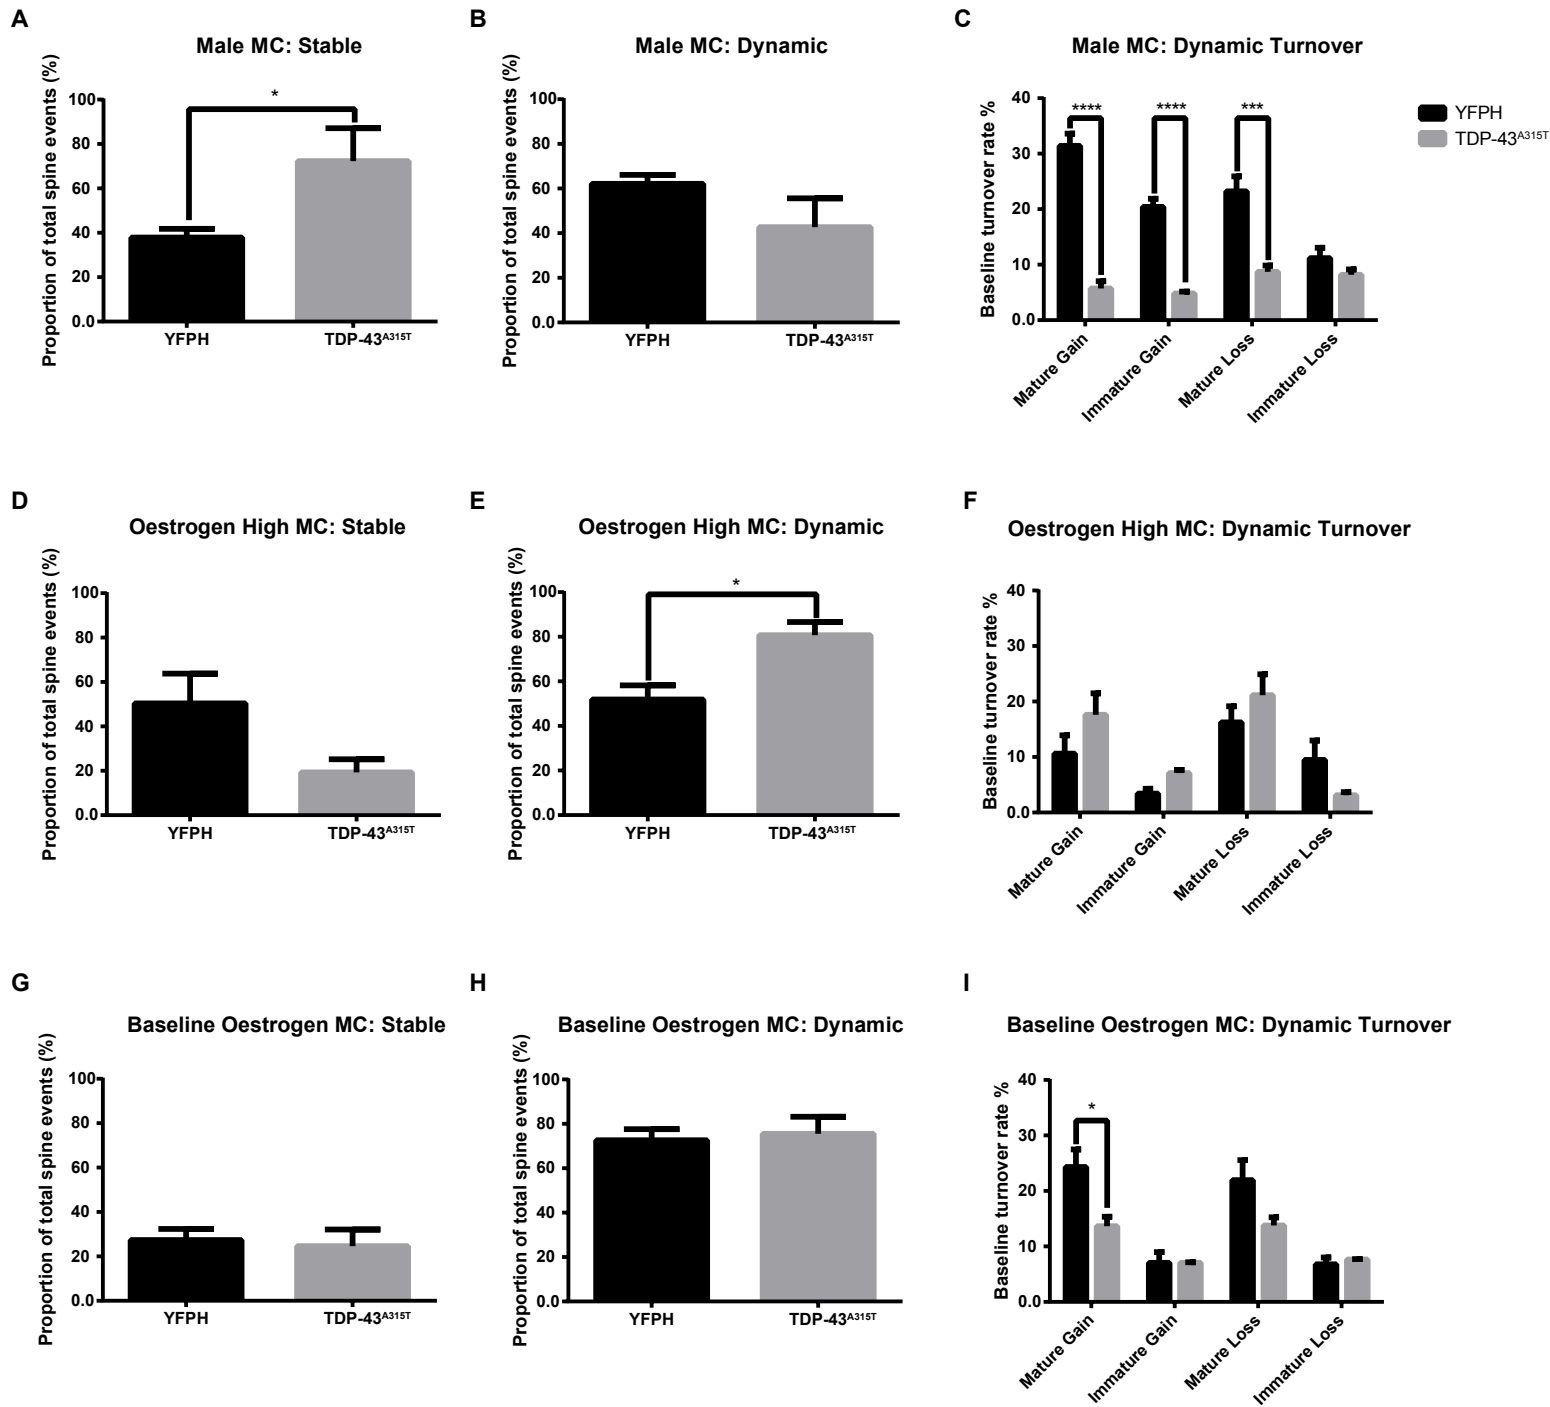 A
Male MC: Stable
Proportion of total spine events (%)
100
80
60
40
20
0.0
*
YFPH
TDP-43A315T
B
Male MC: Dynamic
Proportion of total spine events (%)
100
80
60
40
20
0.0
YFPH
TDP-43A315T
C
Male MC: Dynamic Turnover
Baseline turnover rate %
40
30
20
10
0.0
****
****
***
Mature Gain
Immature Gain
Mature Loss
Immature Loss
YFPH
TDP-43A315T
D
Oestrogen High MC: Stable
Proportion of total spine events (%)
100
80
60
40
20
0.0
YFPH
TDP-43A315T
E
Oestrogen High MC: Dynamic
Proportion of total spine events (%)
100
80
60
40
20
0.0
*
YFPH
TDP-43A315T
F
Oestrogen High MC: Dynamic Turnover
Baseline turnover rate %
40
30
20
10
0.0
Mature Gain
Immature Gain
Mature Loss
Immature Loss
G
Baseline Oestrogen MC: Stable
Proportion of total spine events (%)
100
80
60
40
20
0.0
YFPH
TDP-43A315T
H
Baseline Oestrogen MC: Dynamic
Proportion of total spine events (%)
100
80
60
40
20
0.0
YFPH
TDP-43A315T
I
Baseline Oestrogen MC: Dynamic Turnover
Baseline turnover rate %
40
30
20
10
0.0
*
Mature Gain
Immature Gain
Mature Loss
Immature Loss